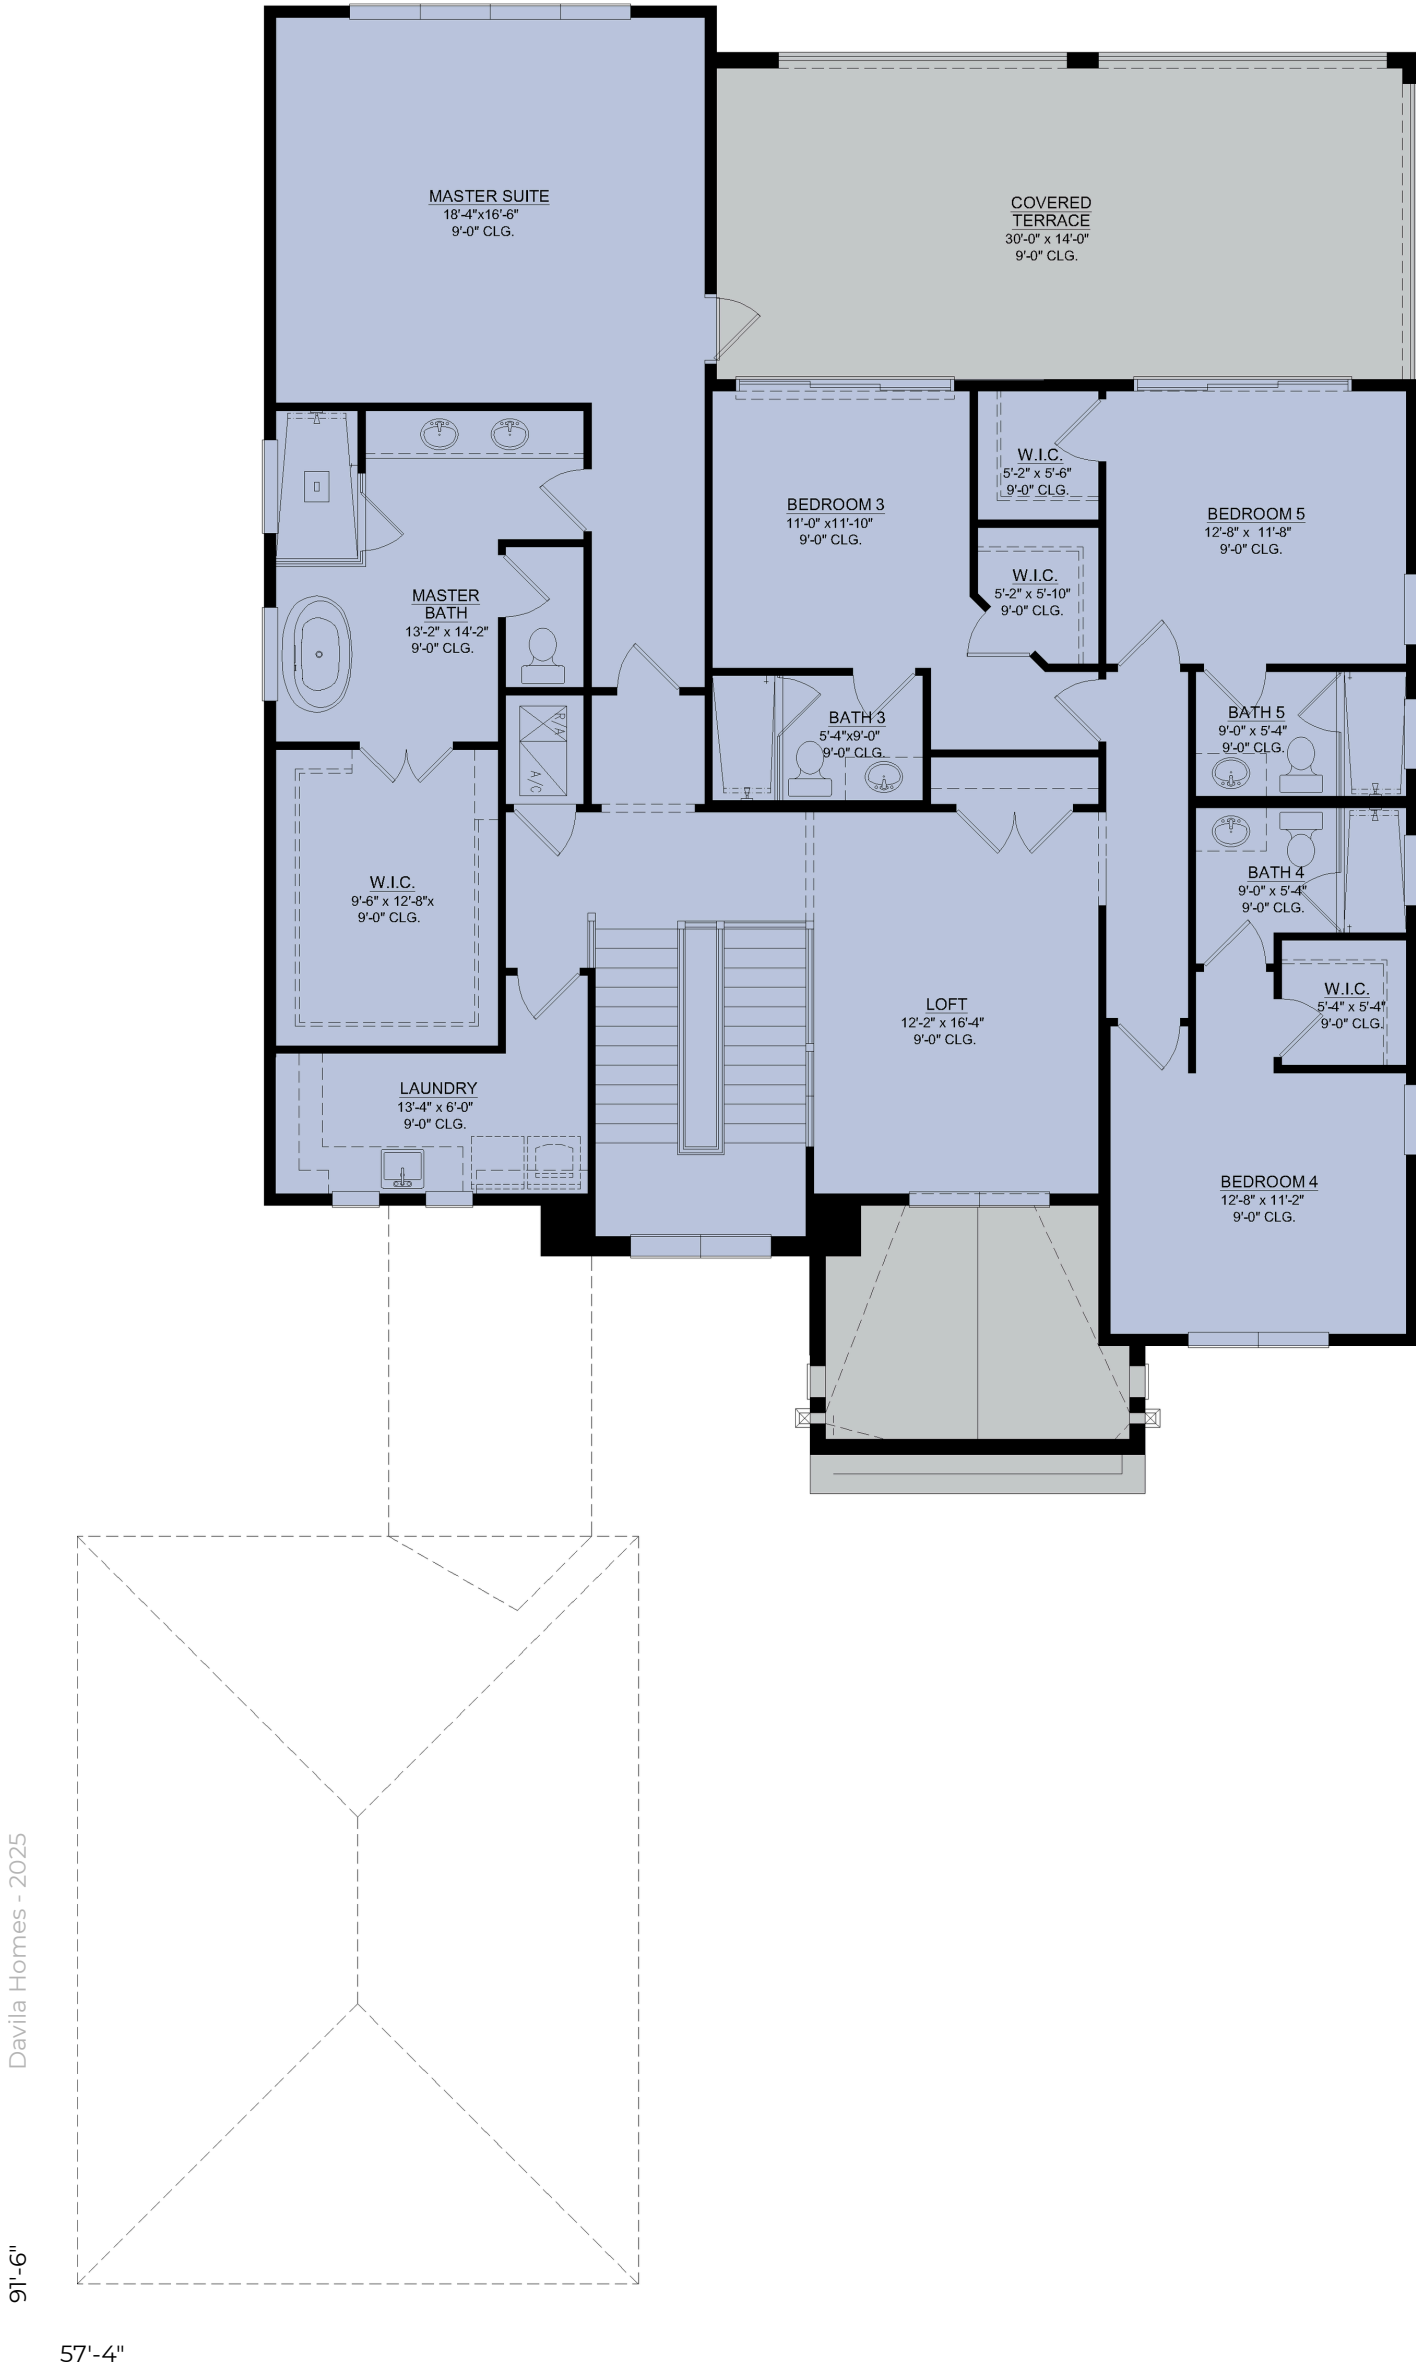 MASTER SUITE
18'-4"x16'-6"
9'-0" CLG.
COVERED
TERRACE
30'-0" x 14'-0"
9'-0" CLG.
W.I.C.
5'-2" x 5'-6"
9'-0" CLG.
BEDROOM 3
11'-0" x11'-10"
9'-0" CLG.
BEDROOM 5
12'-8" x 11'-8"
9'-0" CLG.
W.I.C.
5'-2" x 5'-10"
9'-0" CLG.
MASTER
BATH
13'-2" x 14'-2"
9'-0" CLG.
R/A
A/C
BATH 3
5'-4"x9'-0"
9'-0" CLG.
BATH 5
9'-0" x 5'-4"
9'-0" CLG.
W.I.C.
9'-6" x 12'-8"x
9'-0" CLG.
BATH 4
9'-0" x 5'-4"
9'-0" CLG.
W.I.C.
5'-4" x 5'-4"
9'-0" CLG.
LOFT
12'-2" x 16'-4"
9'-0" CLG.
LAUNDRY
13'-4" x 6'-0"
9'-0" CLG.
BEDROOM 4
12'-8" x 11'-2"
9'-0" CLG.
Davila Homes - 2025
91'-6"
57'-4"